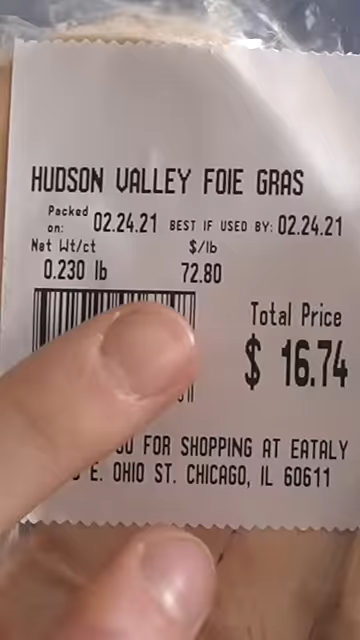 HUDSON VALLEY FOIE GRAS
Packed on: 02.24.21 BEST IF USED BY: 02.24.21
Net Wt/ct $/lb
0.230 lb 72.80
Total Price
$ 16.74
FOR SHOPPING AT EATALY
E. OHIO ST. CHICAGO, IL 60611